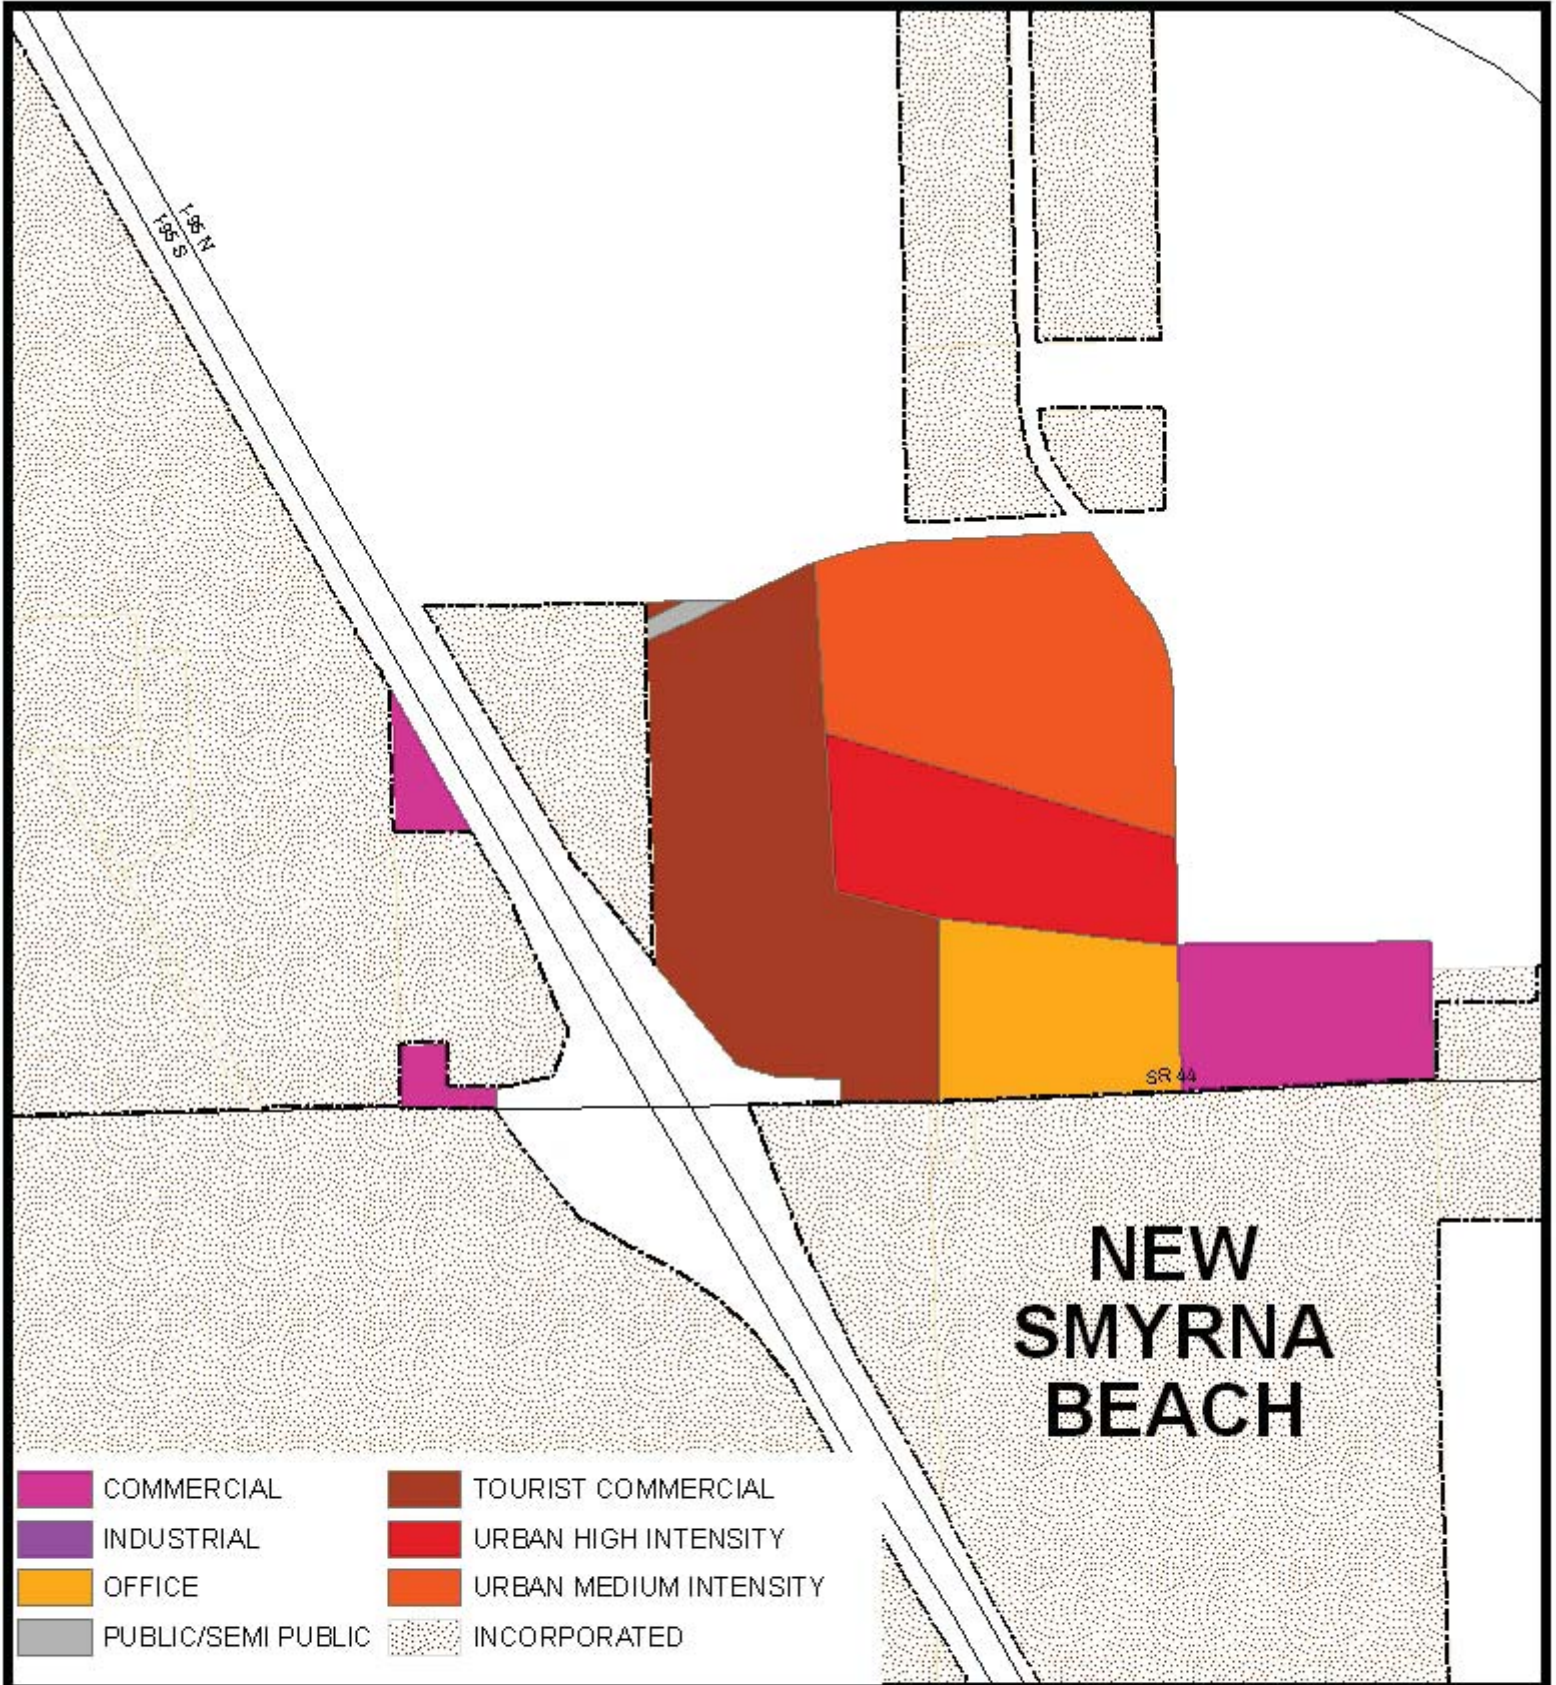 I-95 N
I-95 S
SR 44
NEW
SMYRNA
BEACH
COMMERCIAL
INDUSTRIAL
OFFICE
PUBLIC/SEMI PUBLIC
TOURIST COMMERCIAL
URBAN HIGH INTENSITY
URBAN MEDIUM INTENSITY
INCORPORATED